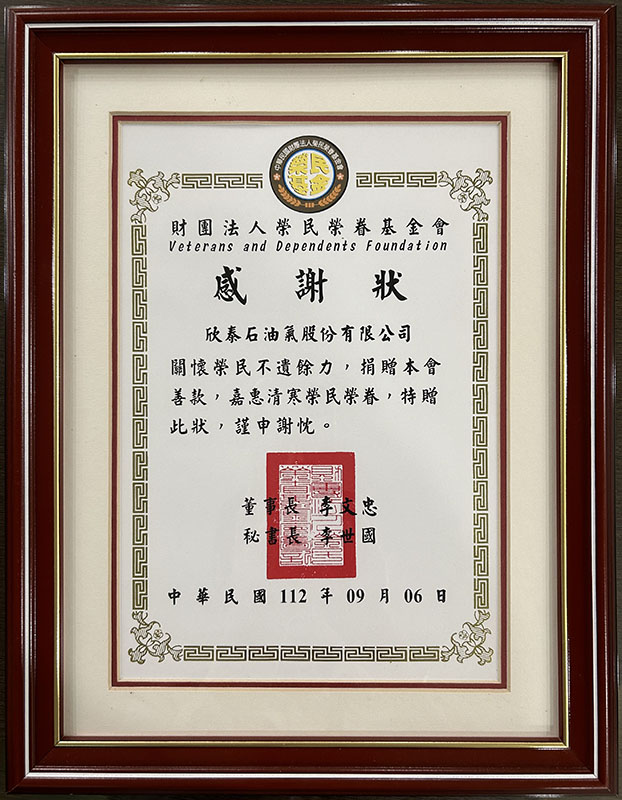 財團法人榮民榮眷基金會
Veterans and Dependents Foundation
感謝狀
欣泰石油氣股份有限公司
關懷榮民不遺餘力，捐贈本會
善款，嘉惠清寒榮民榮眷，特贈
此狀，謹申謝忱。
董事長 李文忠
秘書長 李世國
中華民國 112 年 09 月 06 日